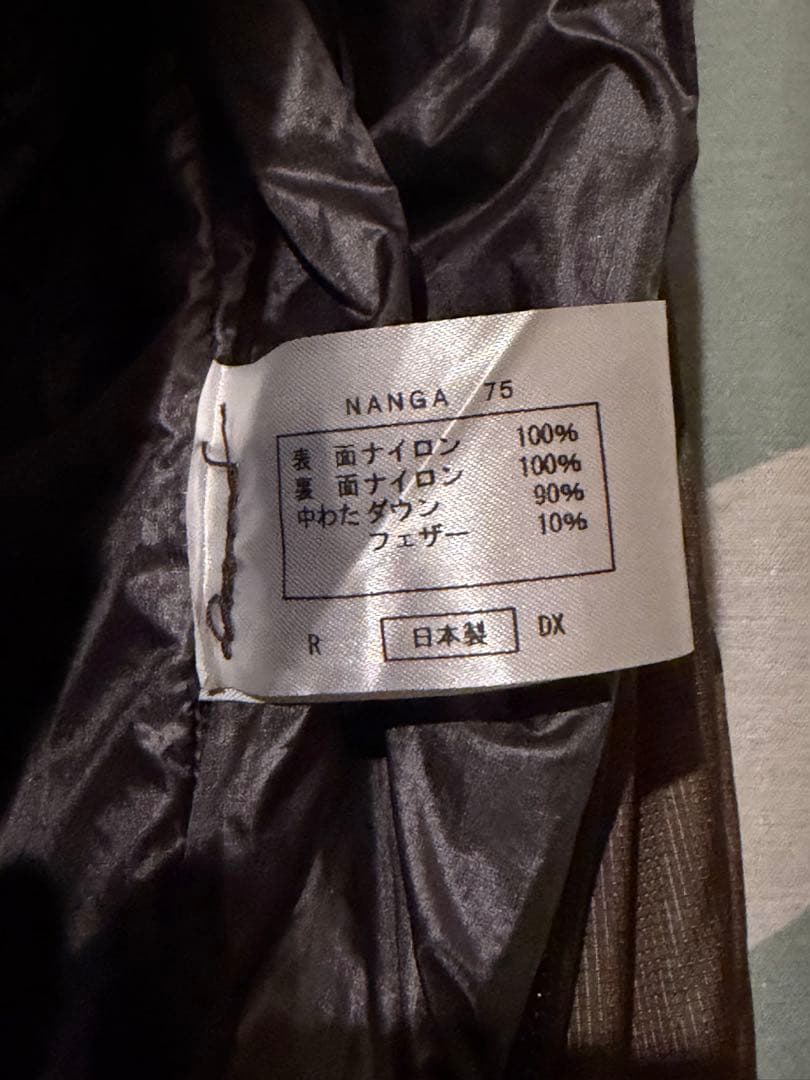 NANGA 75
表 面 ナイロン 100%
裏 面 ナイロン 100%
中わた ダウン 90%
フェザー 10%
R 日本製 DX